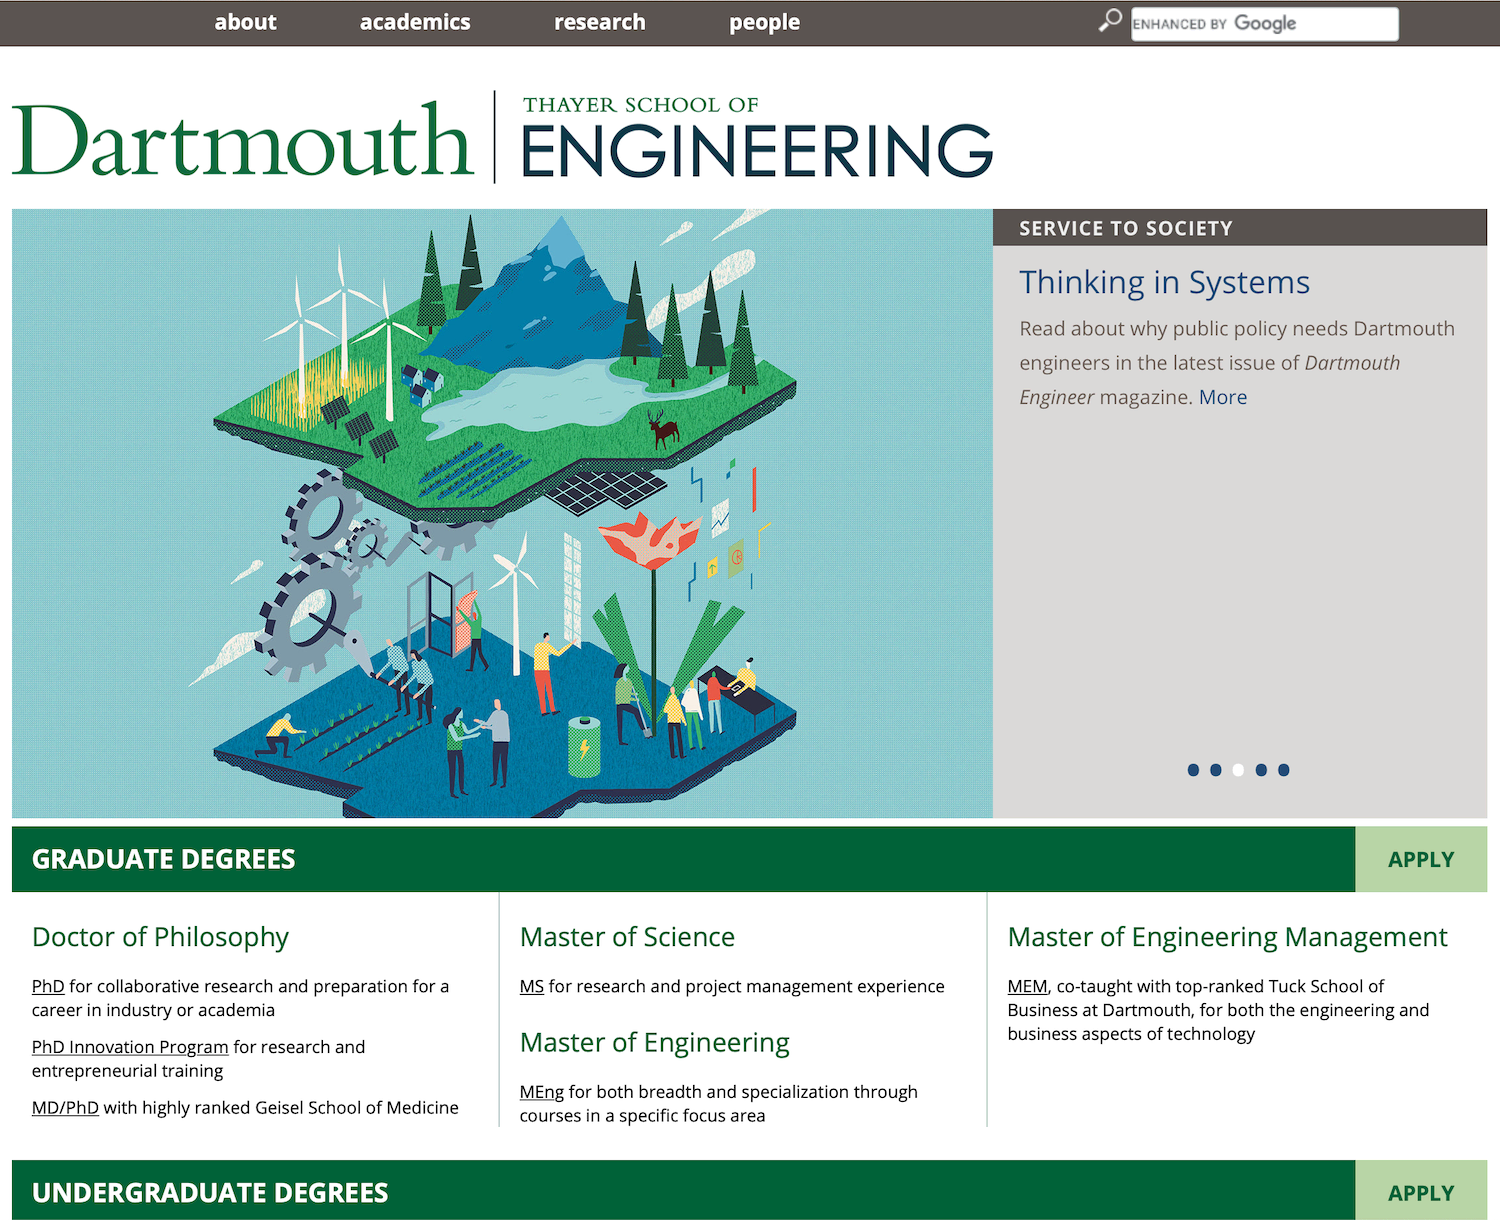 about academics research people
ENHANCED BY Google
Dartmouth
THAYER SCHOOL OF
ENGINEERING
SERVICE TO SOCIETY
Thinking in Systems
Read about why public policy needs Dartmouth
engineers in the latest issue of Dartmouth
Engineer magazine. More
GRADUATE DEGREES
APPLY
Doctor of Philosophy
PhD for collaborative research and preparation for a
career in industry or academia
PhD Innovation Program for research and
entrepreneurial training
MD/PhD with highly ranked Geisel School of Medicine
Master of Science
MS for research and project management experience
Master of Engineering
MEng for both breadth and specialization through
courses in a specific focus area
Master of Engineering Management
MEM, co-taught with top-ranked Tuck School of
Business at Dartmouth, for both the engineering and
business aspects of technology
UNDERGRADUATE DEGREES
APPLY